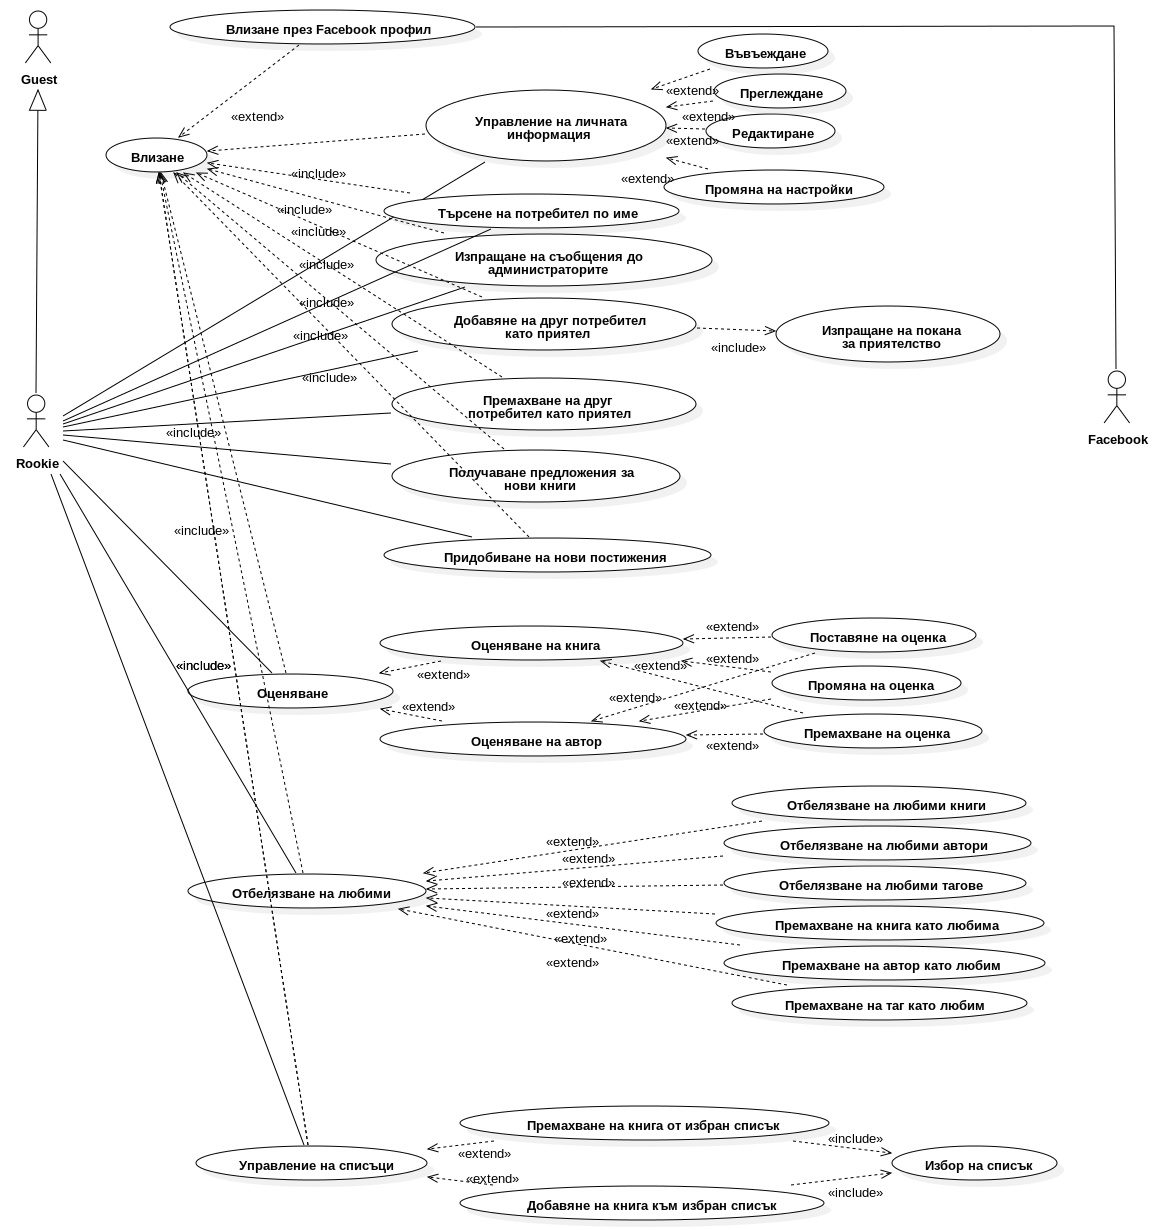 Влизане през Facebook профил
Guest
Въвъеждане
«extend»
Преглеждане
«extend»
«extend»
Управление на личната
информация
Редактиране
«extend»
Влизане
«include»
«extend»
Промяна на настройки
«include»
Търсене на потребител по име
«include»
Изпращане на съобщения до
администраторите
«include»
«include»
Добавяне на друг потребител
като приятел
Изпращане на покана
за приятелство
«include»
«include»
«include»
Премахване на друг
потребител като приятел
Facebook
«include»
Rookie
Получаване предложения за
нови книги
«include»
Придобиване на нови постижения
«extend»
Поставяне на оценка
Оценяване на книга
«extend»
«include»
«extend»
«extend»
Промяна на оценка
Оценяване
«extend»
«extend»
«extend»
Премахване на оценка
Оценяване на автор
«extend»
Отбелязване на любими книги
«extend»
Отбелязване на любими автори
«extend»
«extend»
Отбелязване на любими тагове
Отбелязване на любими
«extend»
Премахване на книга като любима
«extend»
«extend»
Премахване на автор като любим
Премахване на таг като любим
Премахване на книга от избран списък
«include»
«extend»
Управление на списъци
Избор на списък
«extend»
«include»
Добавяне на книга към избран списък